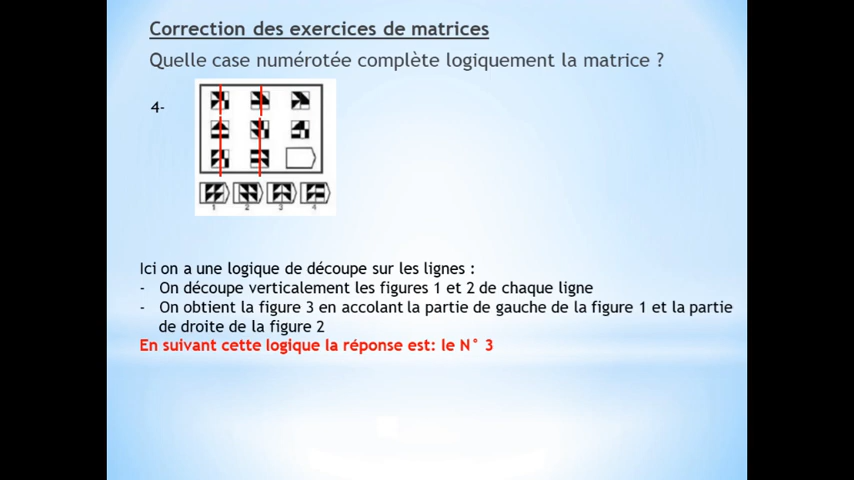 Correction des exercices de matrices
Quelle case numérotée complète logiquement la matrice ?
4-
1 2 3 4
Ici on a une logique de découpe sur les lignes :
- On découpe verticalement les figures 1 et 2 de chaque ligne
- On obtient la figure 3 en accolant la partie de gauche de la figure 1 et la partie
de droite de la figure 2
En suivant cette logique la réponse est: le N° 3